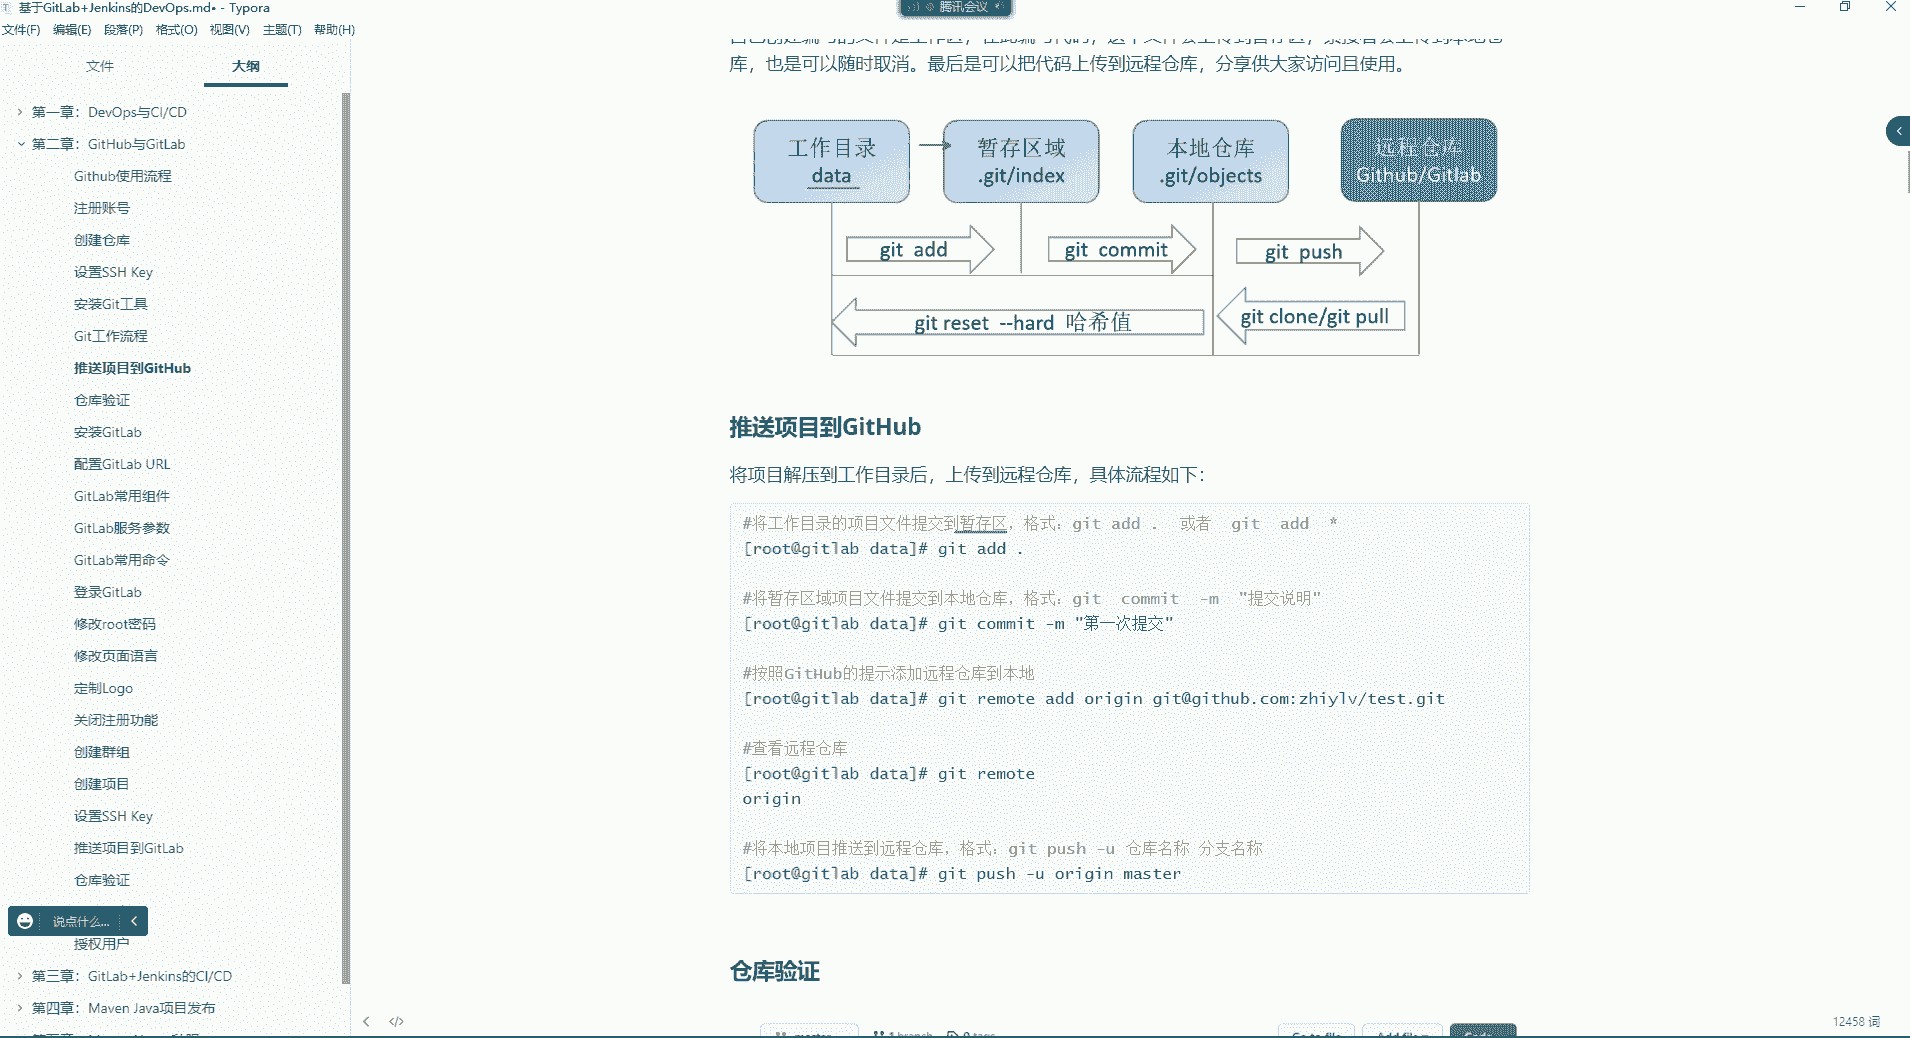 基于GitLab+Jenkins的DevOps.md• - Typora
腾讯会议
文件(F) 编辑(E) 段落(P) 格式(O) 视图(V) 主题(T) 帮助(H)
文件 大纲
第一章：DevOps与CI/CD
第二章：GitHub与GitLab
Github使用流程
注册账号
创建仓库
设置SSH Key
安装Git工具
Git工作流程
推送项目到GitHub
仓库验证
安装GitLab
配置GitLab URL
GitLab常用组件
GitLab服务参数
GitLab常用命令
登录GitLab
修改root密码
修改页面语言
定制Logo
关闭注册功能
创建群组
创建项目
设置SSH Key
推送项目到GitLab
仓库验证
说点什么...
授权用户
第三章：GitLab+Jenkins的CI/CD
第四章：Maven Java项目发布
库，也是可以随时取消。最后是可以把代码上传到远程仓库，分享供大家访问且使用。
工作目录 暂存区域 本地仓库 远程仓库
data .git/index .git/objects Github/Gitlab
git add git commit git push
git reset --hard 哈希值 git clone/git pull
推送项目到GitHub
将项目解压到工作目录后，上传到远程仓库，具体流程如下：
#将工作目录的项目文件提交到暂存区，格式：git add . 或者 git add *
[root@gitlab data]# git add .
#将暂存区域项目文件提交到本地仓库，格式：git commit -m "提交说明"
[root@gitlab data]# git commit -m "第一次提交"
#按照GitHub的提示添加远程仓库到本地
[root@gitlab data]# git remote add origin git@github.com:zhiylv/test.git
#查看远程仓库
[root@gitlab data]# git remote
origin
#将本地项目推送到远程仓库，格式：git push -u 仓库名称 分支名称
[root@gitlab data]# git push -u origin master
仓库验证
12458 词